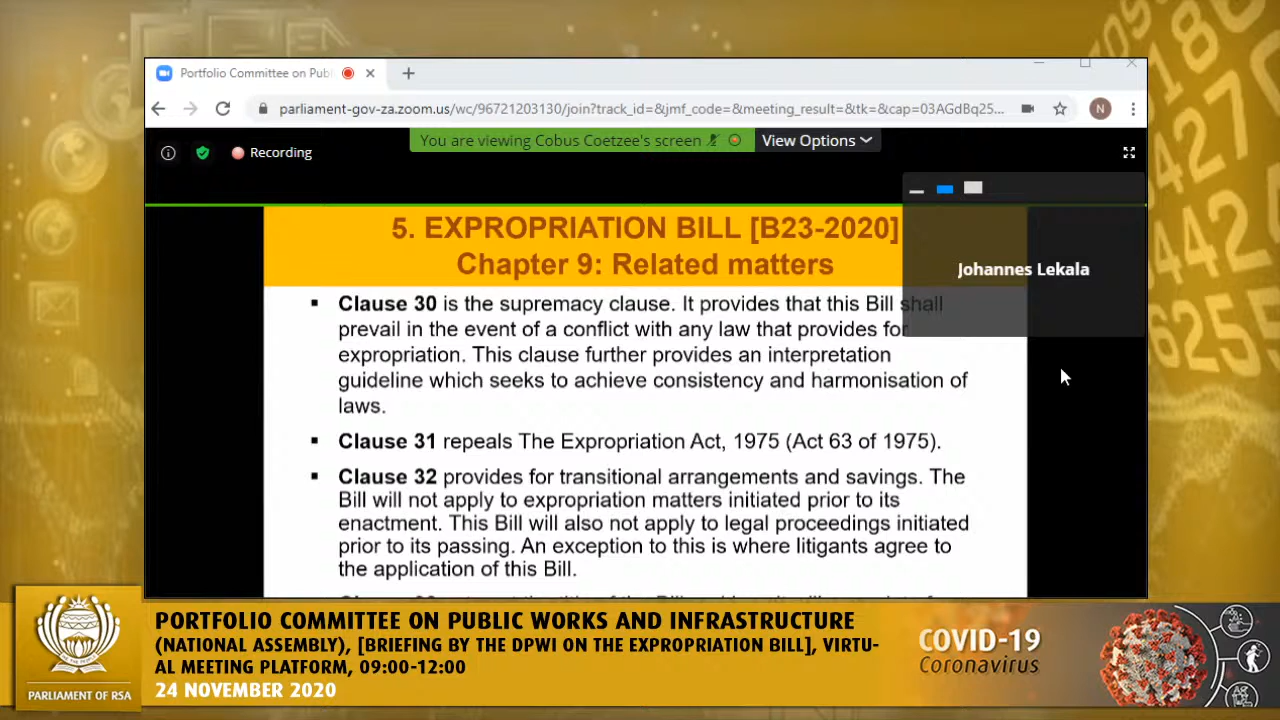 Portfolio Committee on Publ
parliament-gov-za.zoom.us/wc/96721203130/join?track_id=&jmf_code=&meeting_result=&tk=&cap=03AGdBq25...
N
You are viewing Cobus Coetzee's screen
View Options
Recording
Johannes Lekala
5. EXPROPRIATION BILL [B23-2020]
Chapter 9: Related matters
▪ Clause 30 is the supremacy clause. It provides that this Bill shall
prevail in the event of a conflict with any law that provides for
expropriation. This clause further provides an interpretation
guideline which seeks to achieve consistency and harmonisation of
laws.
▪ Clause 31 repeals The Expropriation Act, 1975 (Act 63 of 1975).
▪ Clause 32 provides for transitional arrangements and savings. The
Bill will not apply to expropriation matters initiated prior to its
enactment. This Bill will also not apply to legal proceedings initiated
prior to its passing. An exception to this is where litigants agree to
the application of this Bill.
PARLIAMENT OF RSA
PORTFOLIO COMMITTEE ON PUBLIC WORKS AND INFRASTRUCTURE
(NATIONAL ASSEMBLY), [BRIEFING BY THE DPWI ON THE EXPROPRIATION BILL], VIRTU-
AL MEETING PLATFORM, 09:00-12:00
24 NOVEMBER 2020
COVID-19
Coronavirus